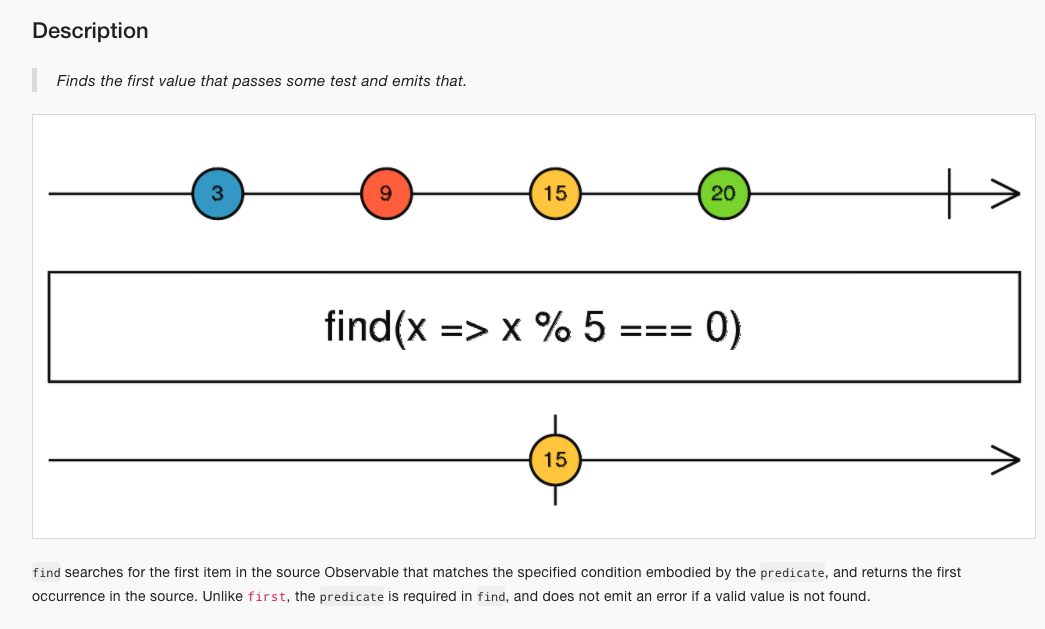 Description
Finds the first value that passes some test and emits that.
3 9 15 20
find(x => x % 5 === 0)
15
find searches for the first item in the source Observable that matches the specified condition embodied by the predicate, and returns the first
occurrence in the source. Unlike first, the predicate is required in find, and does not emit an error if a valid value is not found.